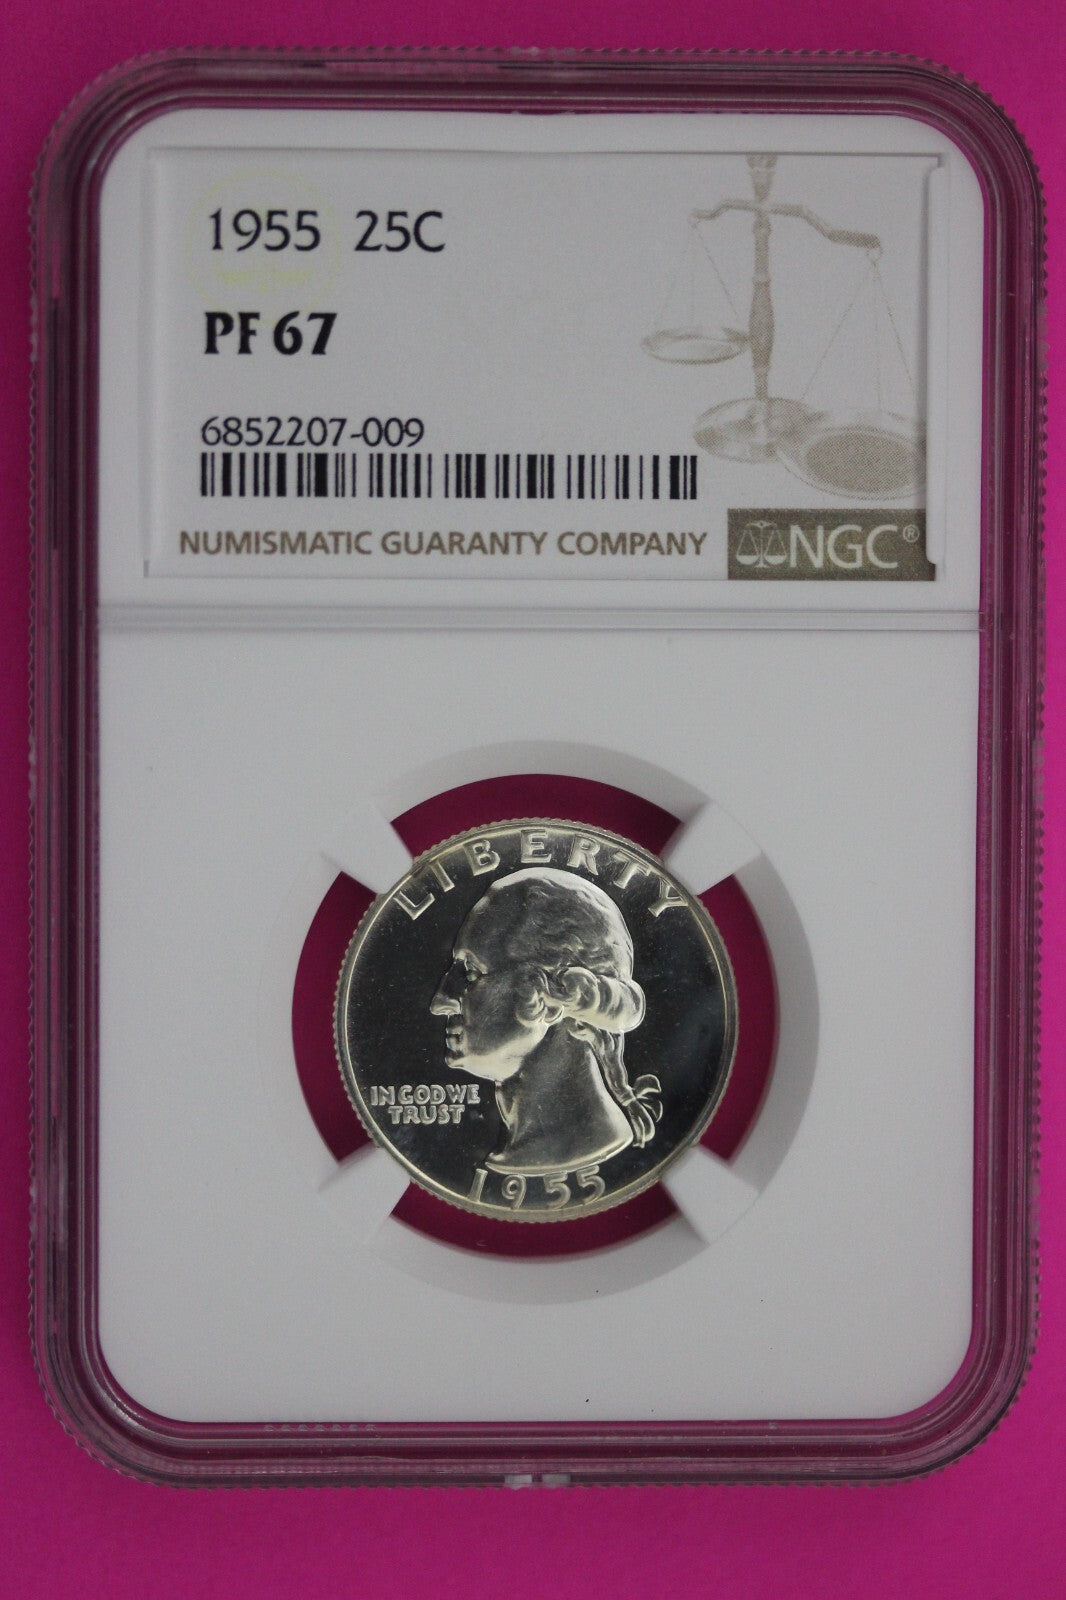 1955 25C
PF 67
6852207-009
NUMISMATIC GUARANTY COMPANY
NGC®
LIBERTY
IN GOD WE
TRUST
1955